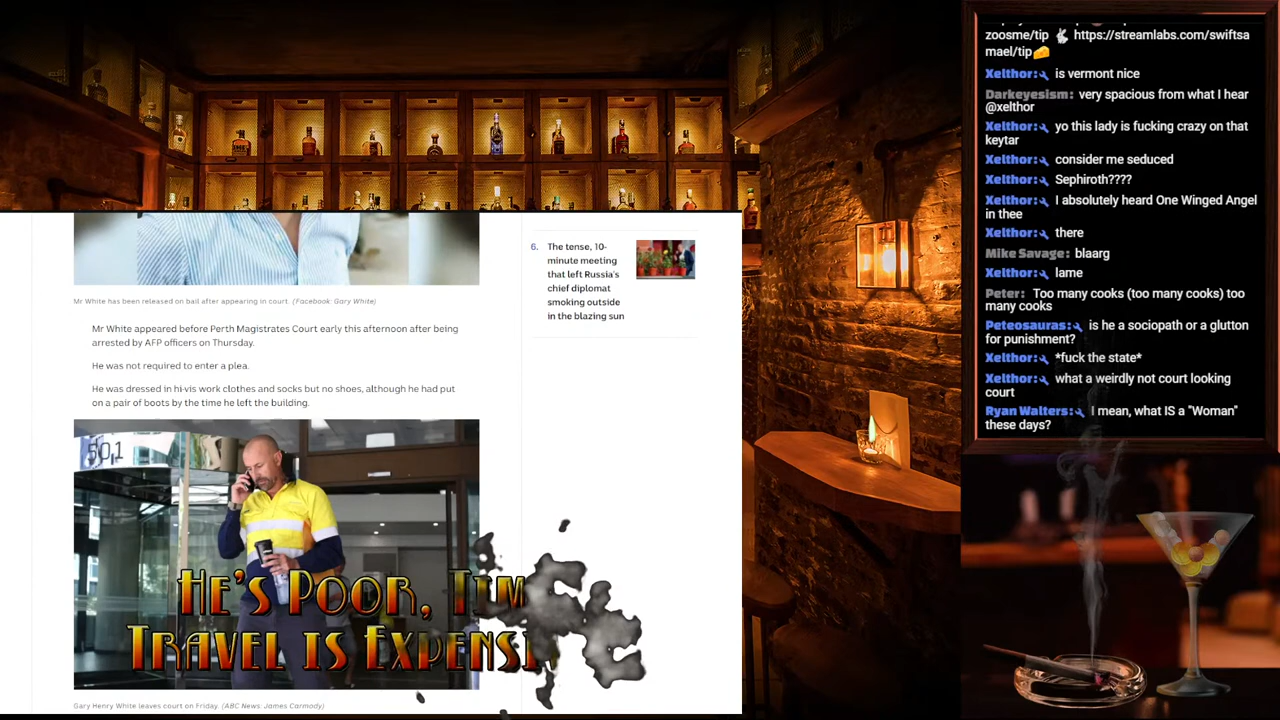 Mr White has been released on bail after appearing in court. (Facebook: Gary White)
Mr White appeared before Perth Magistrates Court early this afternoon after being
arrested by AFP officers on Thursday.
He was not required to enter a plea.
He was dressed in hi-vis work clothes and socks but no shoes, although he had put
on a pair of boots by the time he left the building.
501
He's Poor, Tim
Travel is Expensi
Gary Henry White leaves court on Friday. (ABC News: James Carmody)
6. The tense, 10-
minute meeting
that left Russia's
chief diplomat
smoking outside
in the blazing sun
zoosme/tip 🐇 https://streamlabs.com/swiftsa
mael/tip🧀
Xelthor: is vermont nice
Darkeyesism: very spacious from what I hear
@xelthor
Xelthor: yo this lady is fucking crazy on that
keytar
Xelthor: consider me seduced
Xelthor: Sephiroth????
Xelthor: I absolutely heard One Winged Angel
in thee
Xelthor: there
Mike Savage: blaarg
Xelthor: lame
Peter: Too many cooks (too many cooks) too
many cooks
Peteosauras: is he a sociopath or a glutton
for punishment?
Xelthor: *fuck the state*
Xelthor: what a weirdly not court looking
court
Ryan Walters: I mean, what IS a "Woman"
these days?